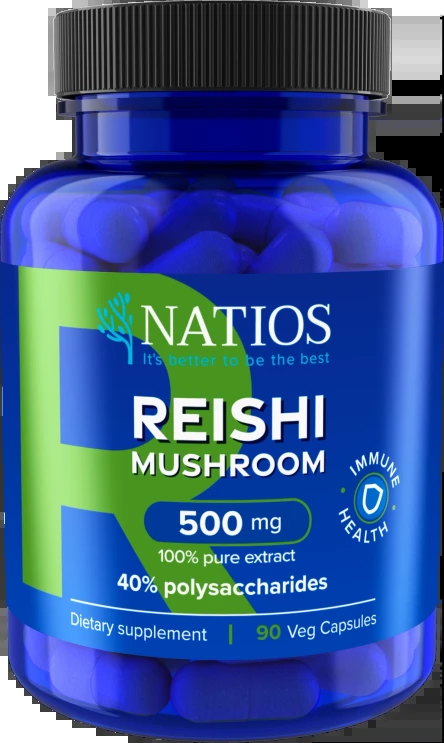 NATIOS
It's better to be the best
REISHI
MUSHROOM
500 mg
100% pure extract
40% polysaccharides
IMMUNE
HEALTH
Dietary supplement | 90 Veg Capsules